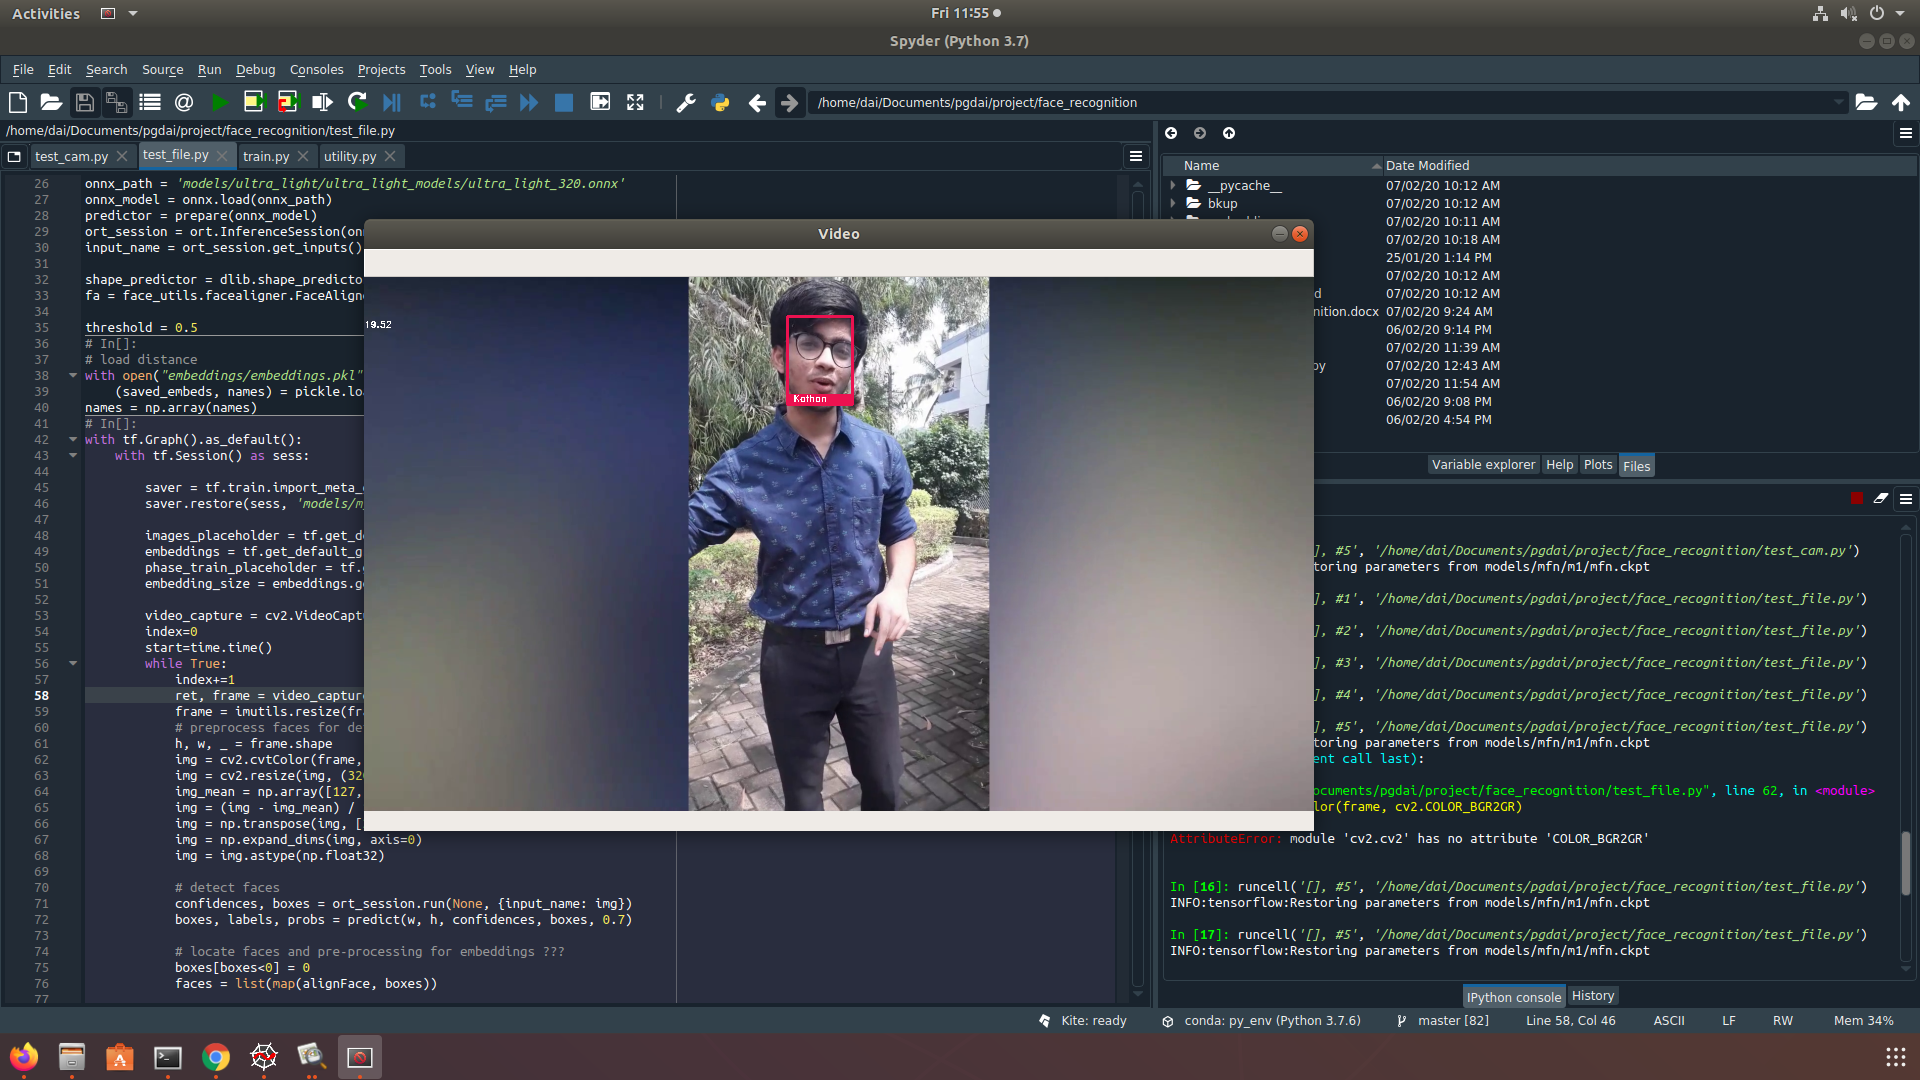 Activities
Fri 11:55
Spyder (Python 3.7)
File Edit Search Source Run Debug Consoles Projects Tools View Help
/home/dai/Documents/pgdai/project/face_recognition
/home/dai/Documents/pgdai/project/face_recognition/test_file.py
test_cam.py test_file.py train.py utility.py
26 onnx_path = 'models/ultra_light/ultra_light_models/ultra_light_320.onnx'
27 onnx_model = onnx.load(onnx_path)
28 predictor = prepare(onnx_model)
29 ort_session = ort.InferenceSession(on
30 input_name = ort_session.get_inputs()
31
32 shape_predictor = dlib.shape_predicto
33 fa = face_utils.facealigner.FaceAlign
34
35 threshold = 0.5
36 # In[]:
37 # load distance
38 with open("embeddings/embeddings.pkl"
39 (saved_embeds, names) = pickle.loa
40 names = np.array(names)
41 # In[]:
42 with tf.Graph().as_default():
43 with tf.Session() as sess:
44
45 saver = tf.train.import_meta_
46 saver.restore(sess, 'models/m
47
48 images_placeholder = tf.get_d
49 embeddings = tf.get_default_g
50 phase_train_placeholder = tf.
51 embedding_size = embeddings.g
52
53 video_capture = cv2.VideoCapt
54 index=0
55 start=time.time()
56 while True:
57 index+=1
58 ret, frame = video_capture
59 frame = imutils.resize(fr
60 # preprocess faces for de
61 h, w, _ = frame.shape
62 img = cv2.cvtColor(frame,
63 img = cv2.resize(img, (320
64 img_mean = np.array([127,
65 img = (img - img_mean) /
66 img = np.transpose(img, [
67 img = np.expand_dims(img, axis=0)
68 img = img.astype(np.float32)
69
70 # detect faces
71 confidences, boxes = ort_session.run(None, {input_name: img})
72 boxes, labels, probs = predict(w, h, confidences, boxes, 0.7)
73
74 # locate faces and pre-processing for embeddings ???
75 boxes[boxes<0] = 0
76 faces = list(map(alignFace, boxes))
77
Video
19.52
Kathan
Name Date Modified
__pycache__ 07/02/20 10:12 AM
bkup 07/02/20 10:12 AM
07/02/20 10:11 AM
07/02/20 10:18 AM
25/01/20 1:14 PM
07/02/20 10:12 AM
d 07/02/20 10:12 AM
nition.docx 07/02/20 9:24 AM
06/02/20 9:14 PM
07/02/20 11:39 AM
py 07/02/20 12:43 AM
07/02/20 11:54 AM
06/02/20 9:08 PM
06/02/20 4:54 PM
Variable explorer Help Plots Files
], #5', '/home/dai/Documents/pgdai/project/face_recognition/test_cam.py')
toring parameters from models/mfn/m1/mfn.ckpt
], #1', '/home/dai/Documents/pgdai/project/face_recognition/test_file.py')
], #2', '/home/dai/Documents/pgdai/project/face_recognition/test_file.py')
], #3', '/home/dai/Documents/pgdai/project/face_recognition/test_file.py')
], #4', '/home/dai/Documents/pgdai/project/face_recognition/test_file.py')
], #5', '/home/dai/Documents/pgdai/project/face_recognition/test_file.py')
toring parameters from models/mfn/m1/mfn.ckpt
ent call last):
ocuments/pgdai/project/face_recognition/test_file.py", line 62, in <module>
lor(frame, cv2.COLOR_BGR2GR)
AttributeError: module 'cv2.cv2' has no attribute 'COLOR_BGR2GR'
In [16]: runcell('[], #5', '/home/dai/Documents/pgdai/project/face_recognition/test_file.py')
INFO:tensorflow:Restoring parameters from models/mfn/m1/mfn.ckpt
In [17]: runcell('[], #5', '/home/dai/Documents/pgdai/project/face_recognition/test_file.py')
INFO:tensorflow:Restoring parameters from models/mfn/m1/mfn.ckpt
IPython console History
Kite: ready conda: py_env (Python 3.7.6) master [82] Line 58, Col 46 ASCII LF RW Mem 34%